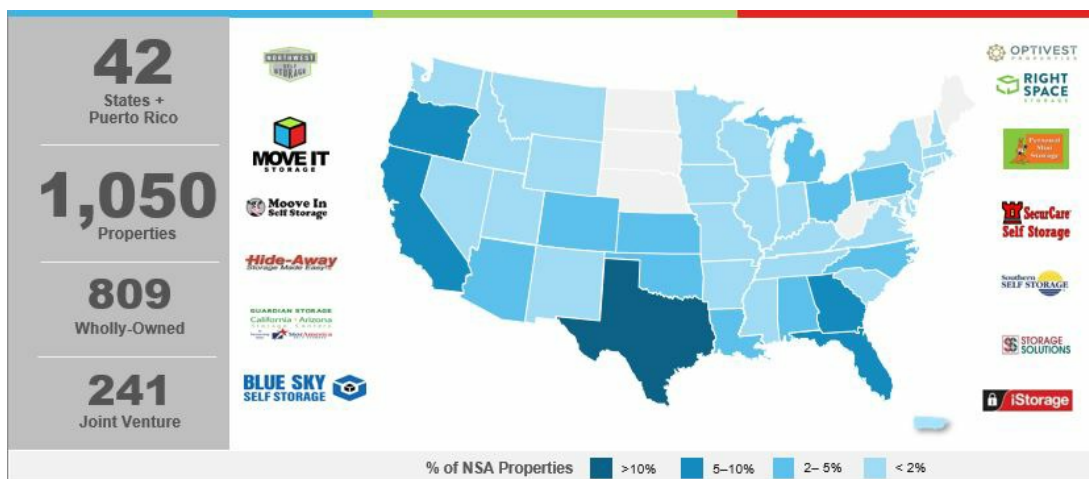 42
States +
Puerto Rico
1,050
Properties
809
Wholly-Owned
241
Joint Venture
NORTHWEST
SELF
STORAGE
MOVE IT
STORAGE
Moove In
Self Storage
Hide-Away
Storage Made Easy!!!
GUARDIAN STORAGE
California - Arizona
Storage Centers
BLUE SKY
SELF STORAGE
OPTIVEST
PROPERTIES
RIGHT
SPACE
STORAGE
Personal
Mini
Storage
SecurCare
Self Storage
Southern
SELF STORAGE
STORAGE
SOLUTIONS
iStorage
% of NSA Properties
>10%
5–10%
2– 5%
< 2%